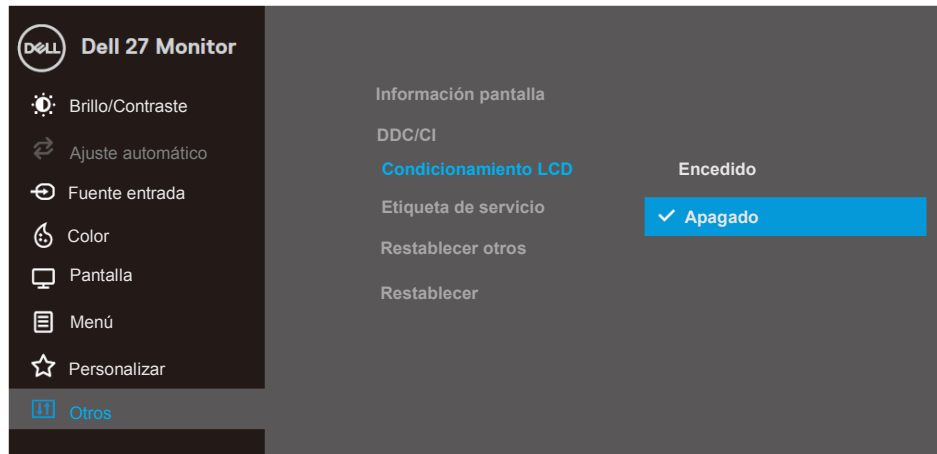 DELL
Dell 27 Monitor
Brillo/Contraste
Ajuste automático
Fuente entrada
Color
Pantalla
Menú
Personalizar
Otros
Información pantalla
DDC/CI
Condicionamiento LCD
Etiqueta de servicio
Restablecer otros
Restablecer
Encedido
Apagado